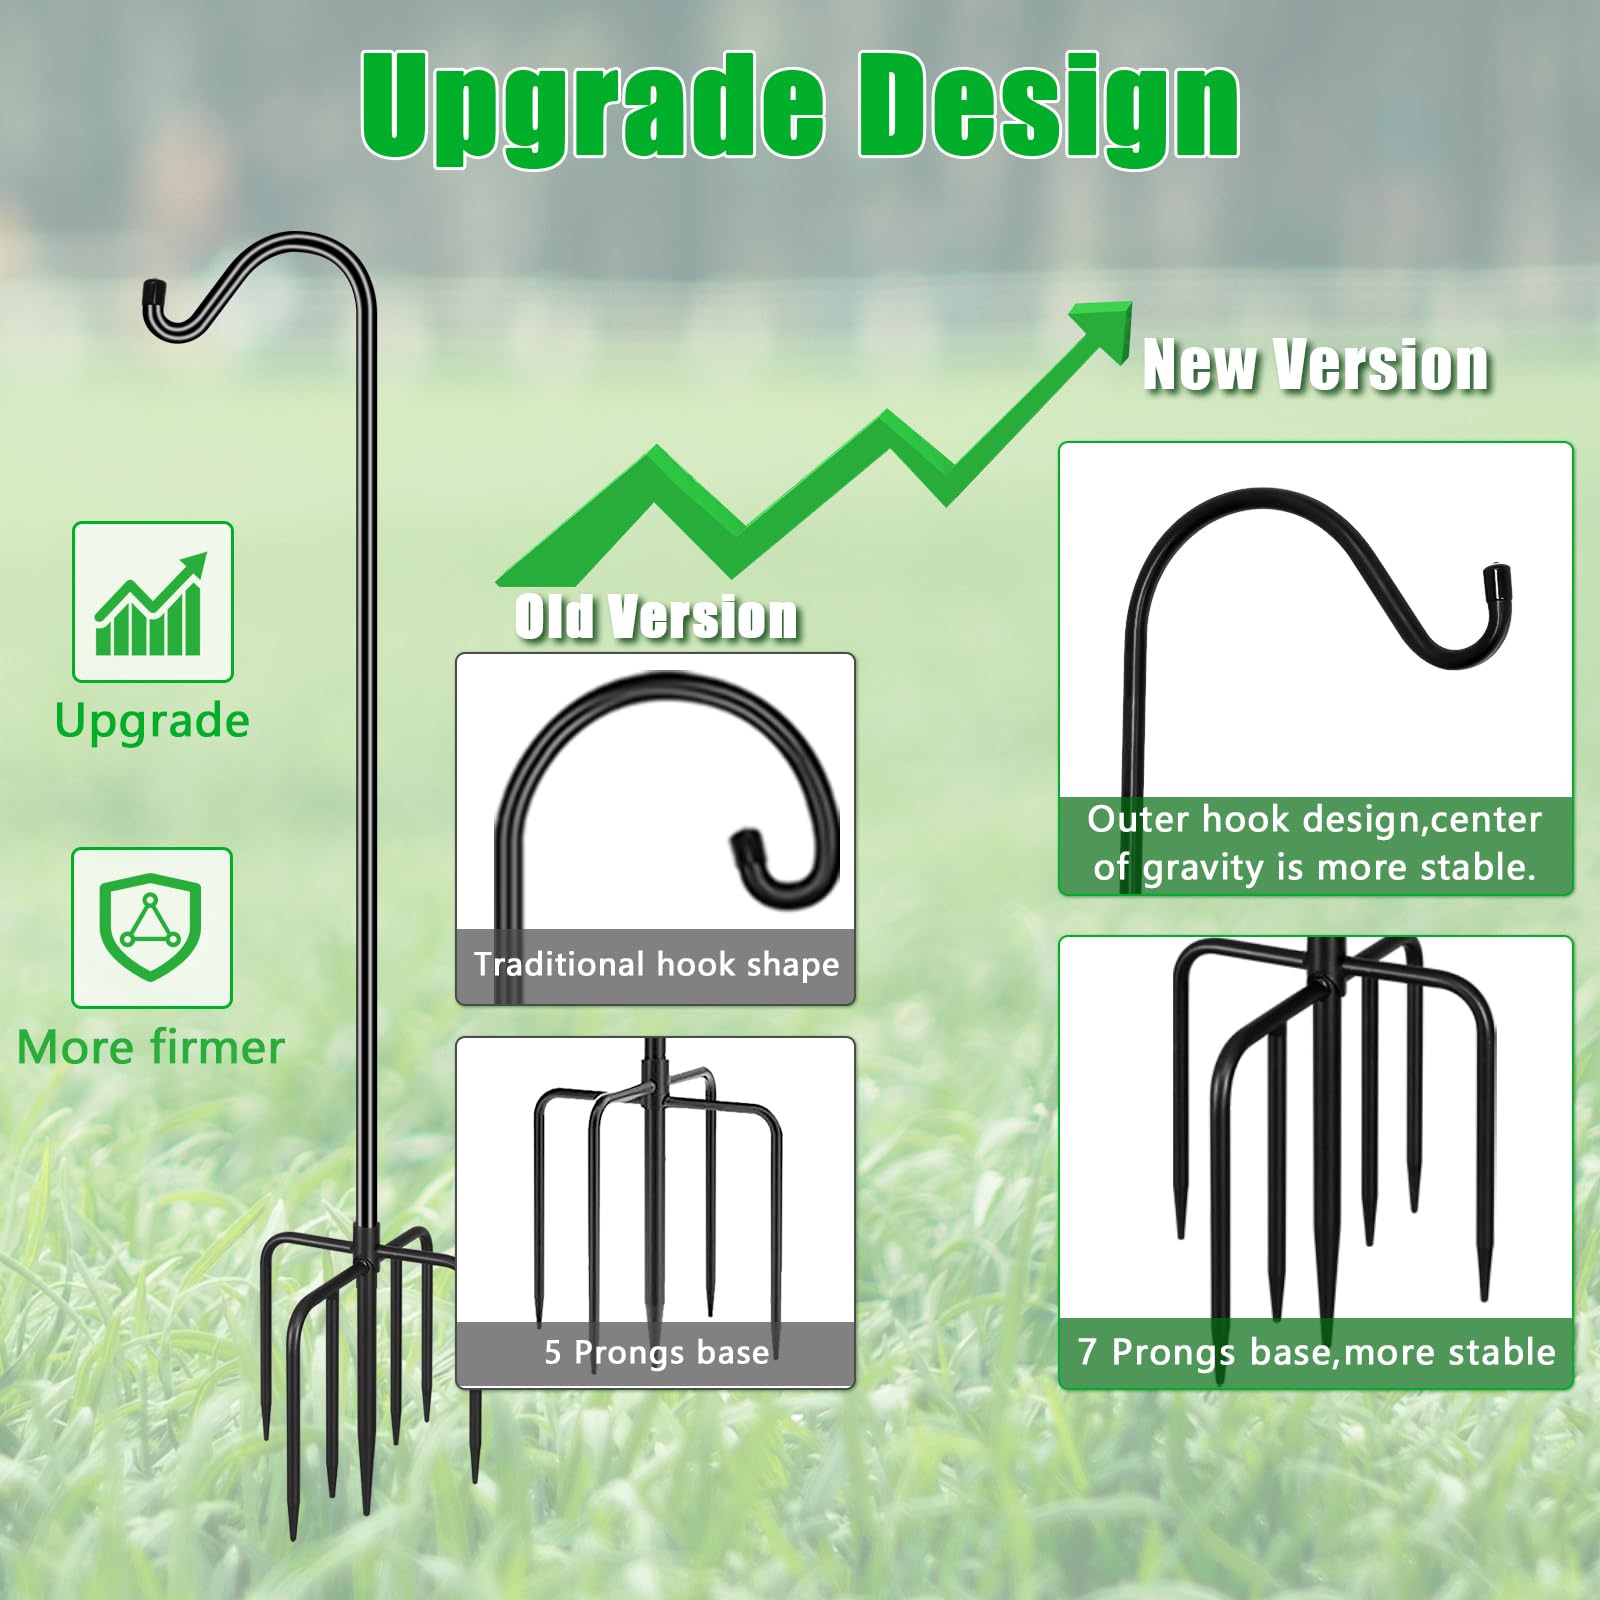 Upgrade Design
New Version
Old Version
Upgrade
More firmer
Traditional hook shape
5 Prongs base
Outer hook design,center
of gravity is more stable.
7 Prongs base,more stable